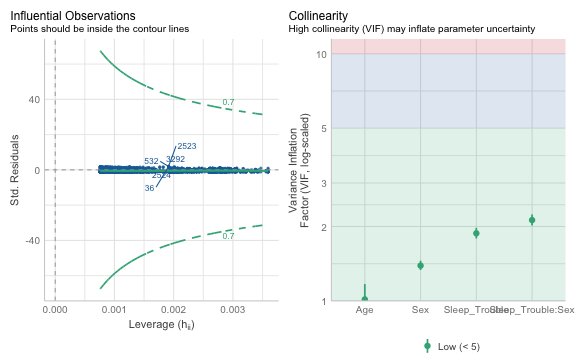 Influential Observations
Points should be inside the contour lines
Std. Residuals
40
0
-40
0.7
2523
532
3292
2524
36
0.7
0.000
0.001
0.002
0.003
Leverage (hii)
Collinearity
High collinearity (VIF) may inflate parameter uncertainty
Variance Inflation
Factor (VIF, log-scaled)
10
5
3
2
1
Age
Sex
Sleep_Trouble
Sleep_Trouble:Sex
Low (< 5)